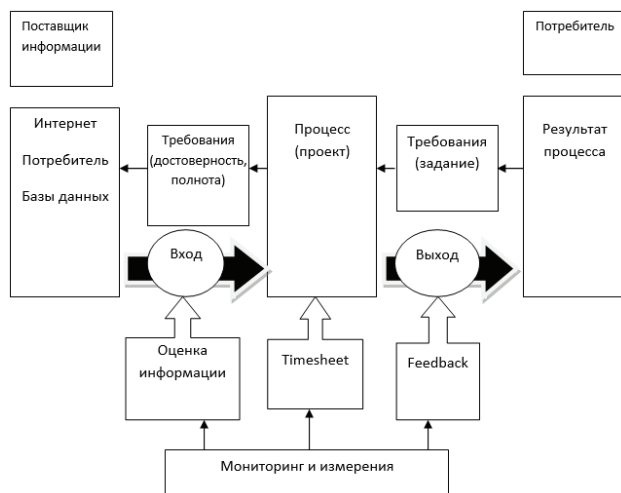 Поставщик
информации
Потребитель
Интернет
Потребитель
Базы данных
Требования
(достоверность,
полнота)
Процесс
(проект)
Требования
(задание)
Результат
процесса
Вход
Выход
Оценка
информации
Timesheet
Feedback
Мониторинг и измерения